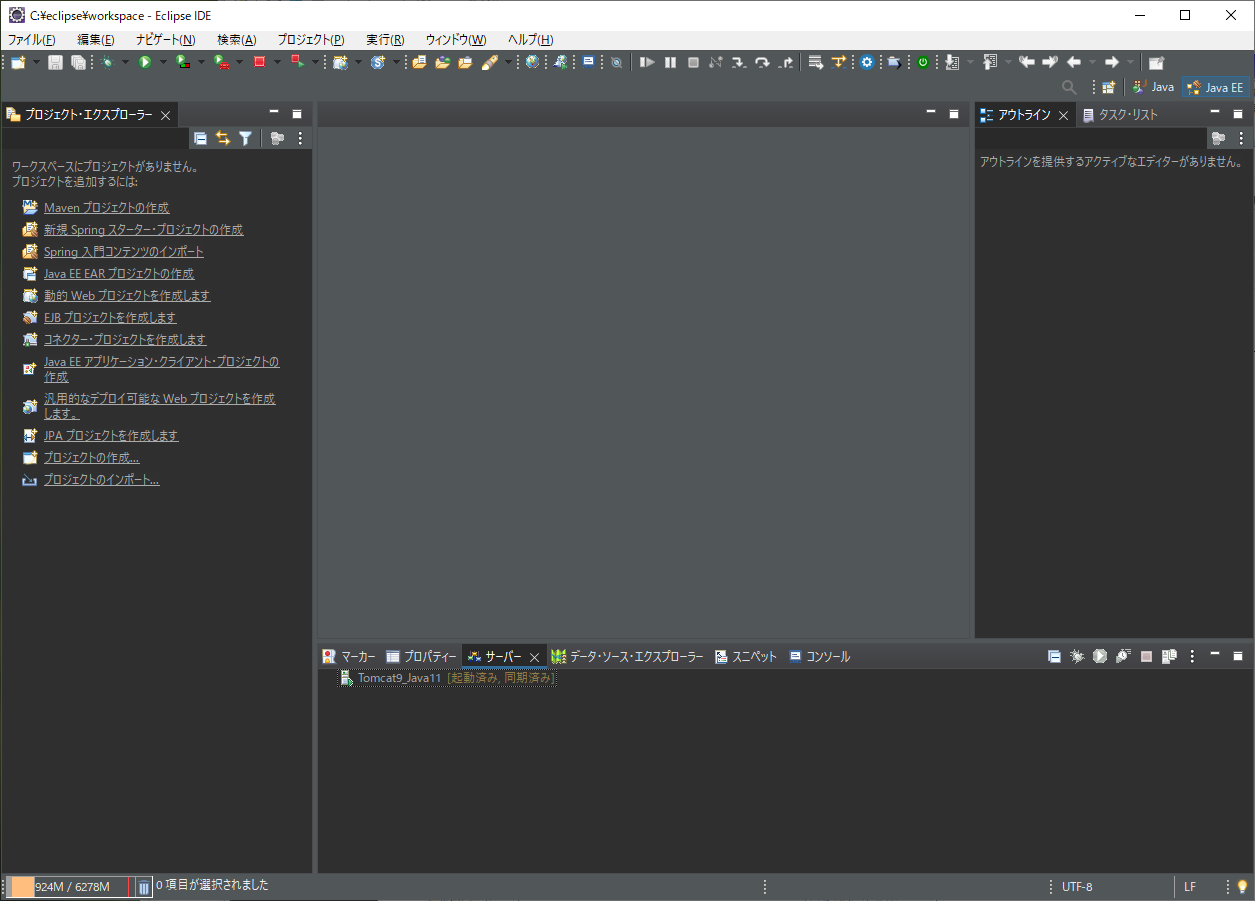 C:¥eclipse¥workspace - Eclipse IDE
ファイル(F) 編集(E) ナビゲート(N) 検索(A) プロジェクト(P) 実行(R) ウィンドウ(W) ヘルプ(H)
Java Java EE
プロジェクト・エクスプローラー
ワークスペースにプロジェクトがありません。
プロジェクトを追加するには:
Maven プロジェクトの作成
新規 Spring スターター・プロジェクトの作成
Spring 入門コンテンツのインポート
Java EE EAR プロジェクトの作成
動的 Web プロジェクトを作成します
EJB プロジェクトを作成します
コネクター・プロジェクトを作成します
Java EE アプリケーション・クライアント・プロジェクトの
作成
汎用的なデプロイ可能な Web プロジェクトを作成
します。
JPA プロジェクトを作成します
プロジェクトの作成...
プロジェクトのインポート...
アウトライン タスク・リスト
アウトラインを提供するアクティブなエディターがありません。
マーカー プロパティー サーバー データ・ソース・エクスプローラー スニペット コンソール
Tomcat9_Java11 [起動済み, 同期済み]
924M / 6278M 0 項目が選択されました UTF-8 LF